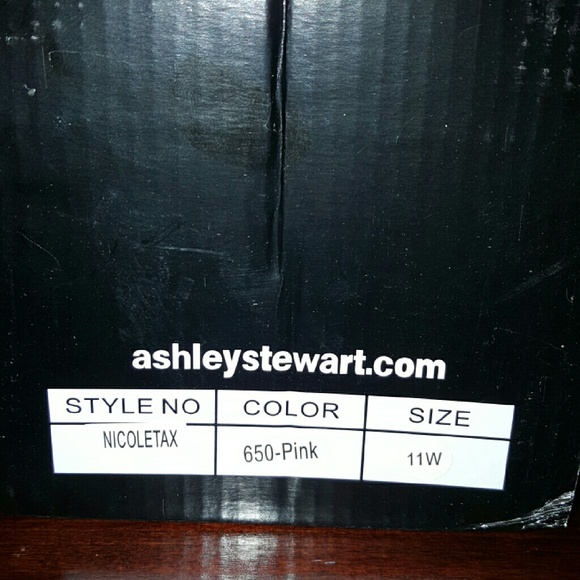 ashleystewart.com
STYLE NO COLOR SIZE
NICOLETAX 650-Pink 11W